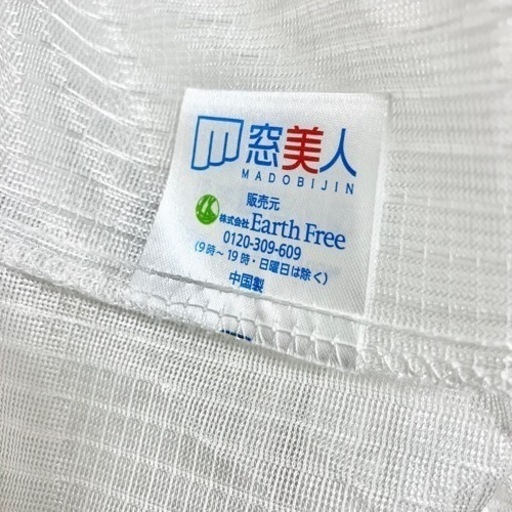 窓美人
MADOBIJIN
販売元
株式会社 Earth Free
0120-309-609
(9時〜19時・日曜日は除く)
中国製